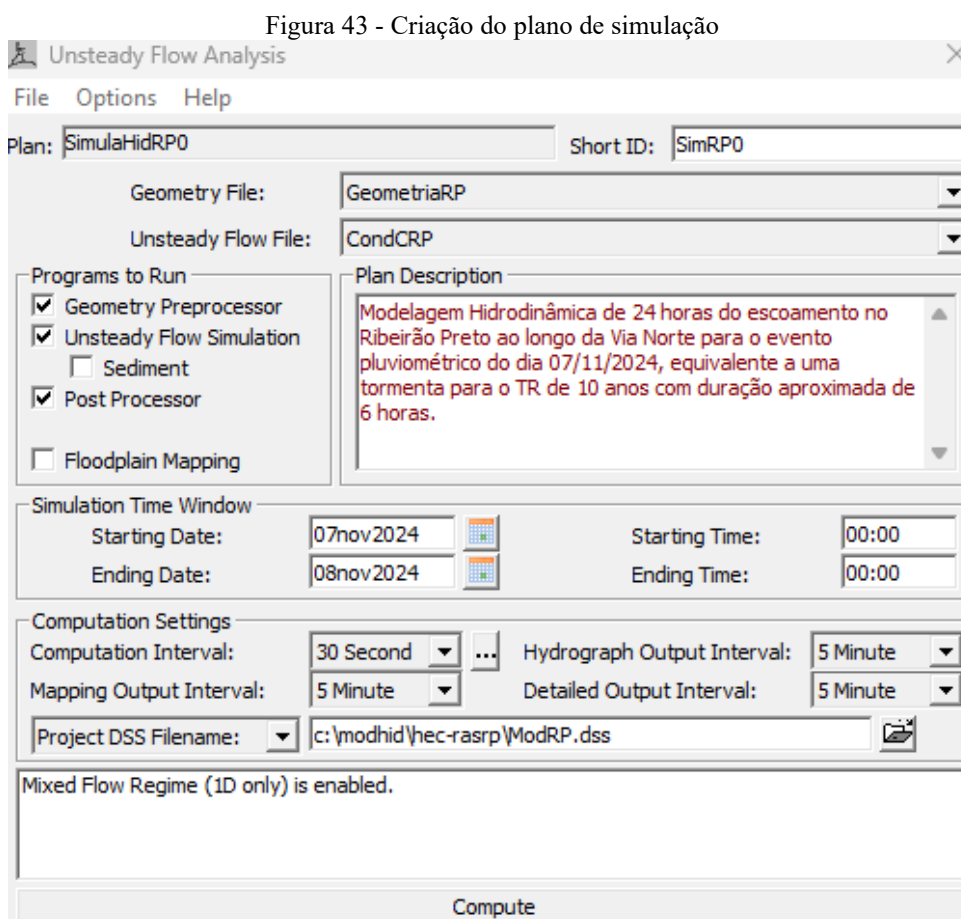 Figura 43 - Criação do plano de simulação
Unsteady Flow Analysis
File Options Help
Plan: SimulaHidRP0 Short ID: SimRP0
Geometry File: GeometriaRP
Unsteady Flow File: CondCRP
Programs to Run
Geometry Preprocessor
Unsteady Flow Simulation
Sediment
Post Processor
Floodplain Mapping
Plan Description
Modelagem Hidrodinâmica de 24 horas do escoamento no
Ribeirão Preto ao longo da Via Norte para o evento
pluviométrico do dia 07/11/2024, equivalente a uma
tormenta para o TR de 10 anos com duração aproximada de
6 horas.
Simulation Time Window
Starting Date: 07nov2024 Starting Time: 00:00
Ending Date: 08nov2024 Ending Time: 00:00
Computation Settings
Computation Interval: 30 Second ... Hydrograph Output Interval: 5 Minute
Mapping Output Interval: 5 Minute Detailed Output Interval: 5 Minute
Project DSS Filename: c:\modhid\hec-rasrp\ModRP.dss
Mixed Flow Regime (1D only) is enabled.
Compute